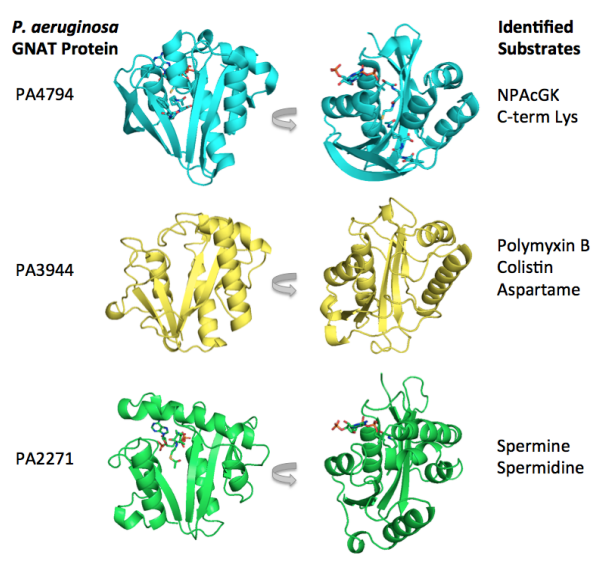 P. aeruginosa
GNAT Protein
Identified
Substrates
PA4794
NPAcGK
C-term Lys
PA3944
Polymyxin B
Colistin
Aspartame
PA2271
Spermine
Spermidine